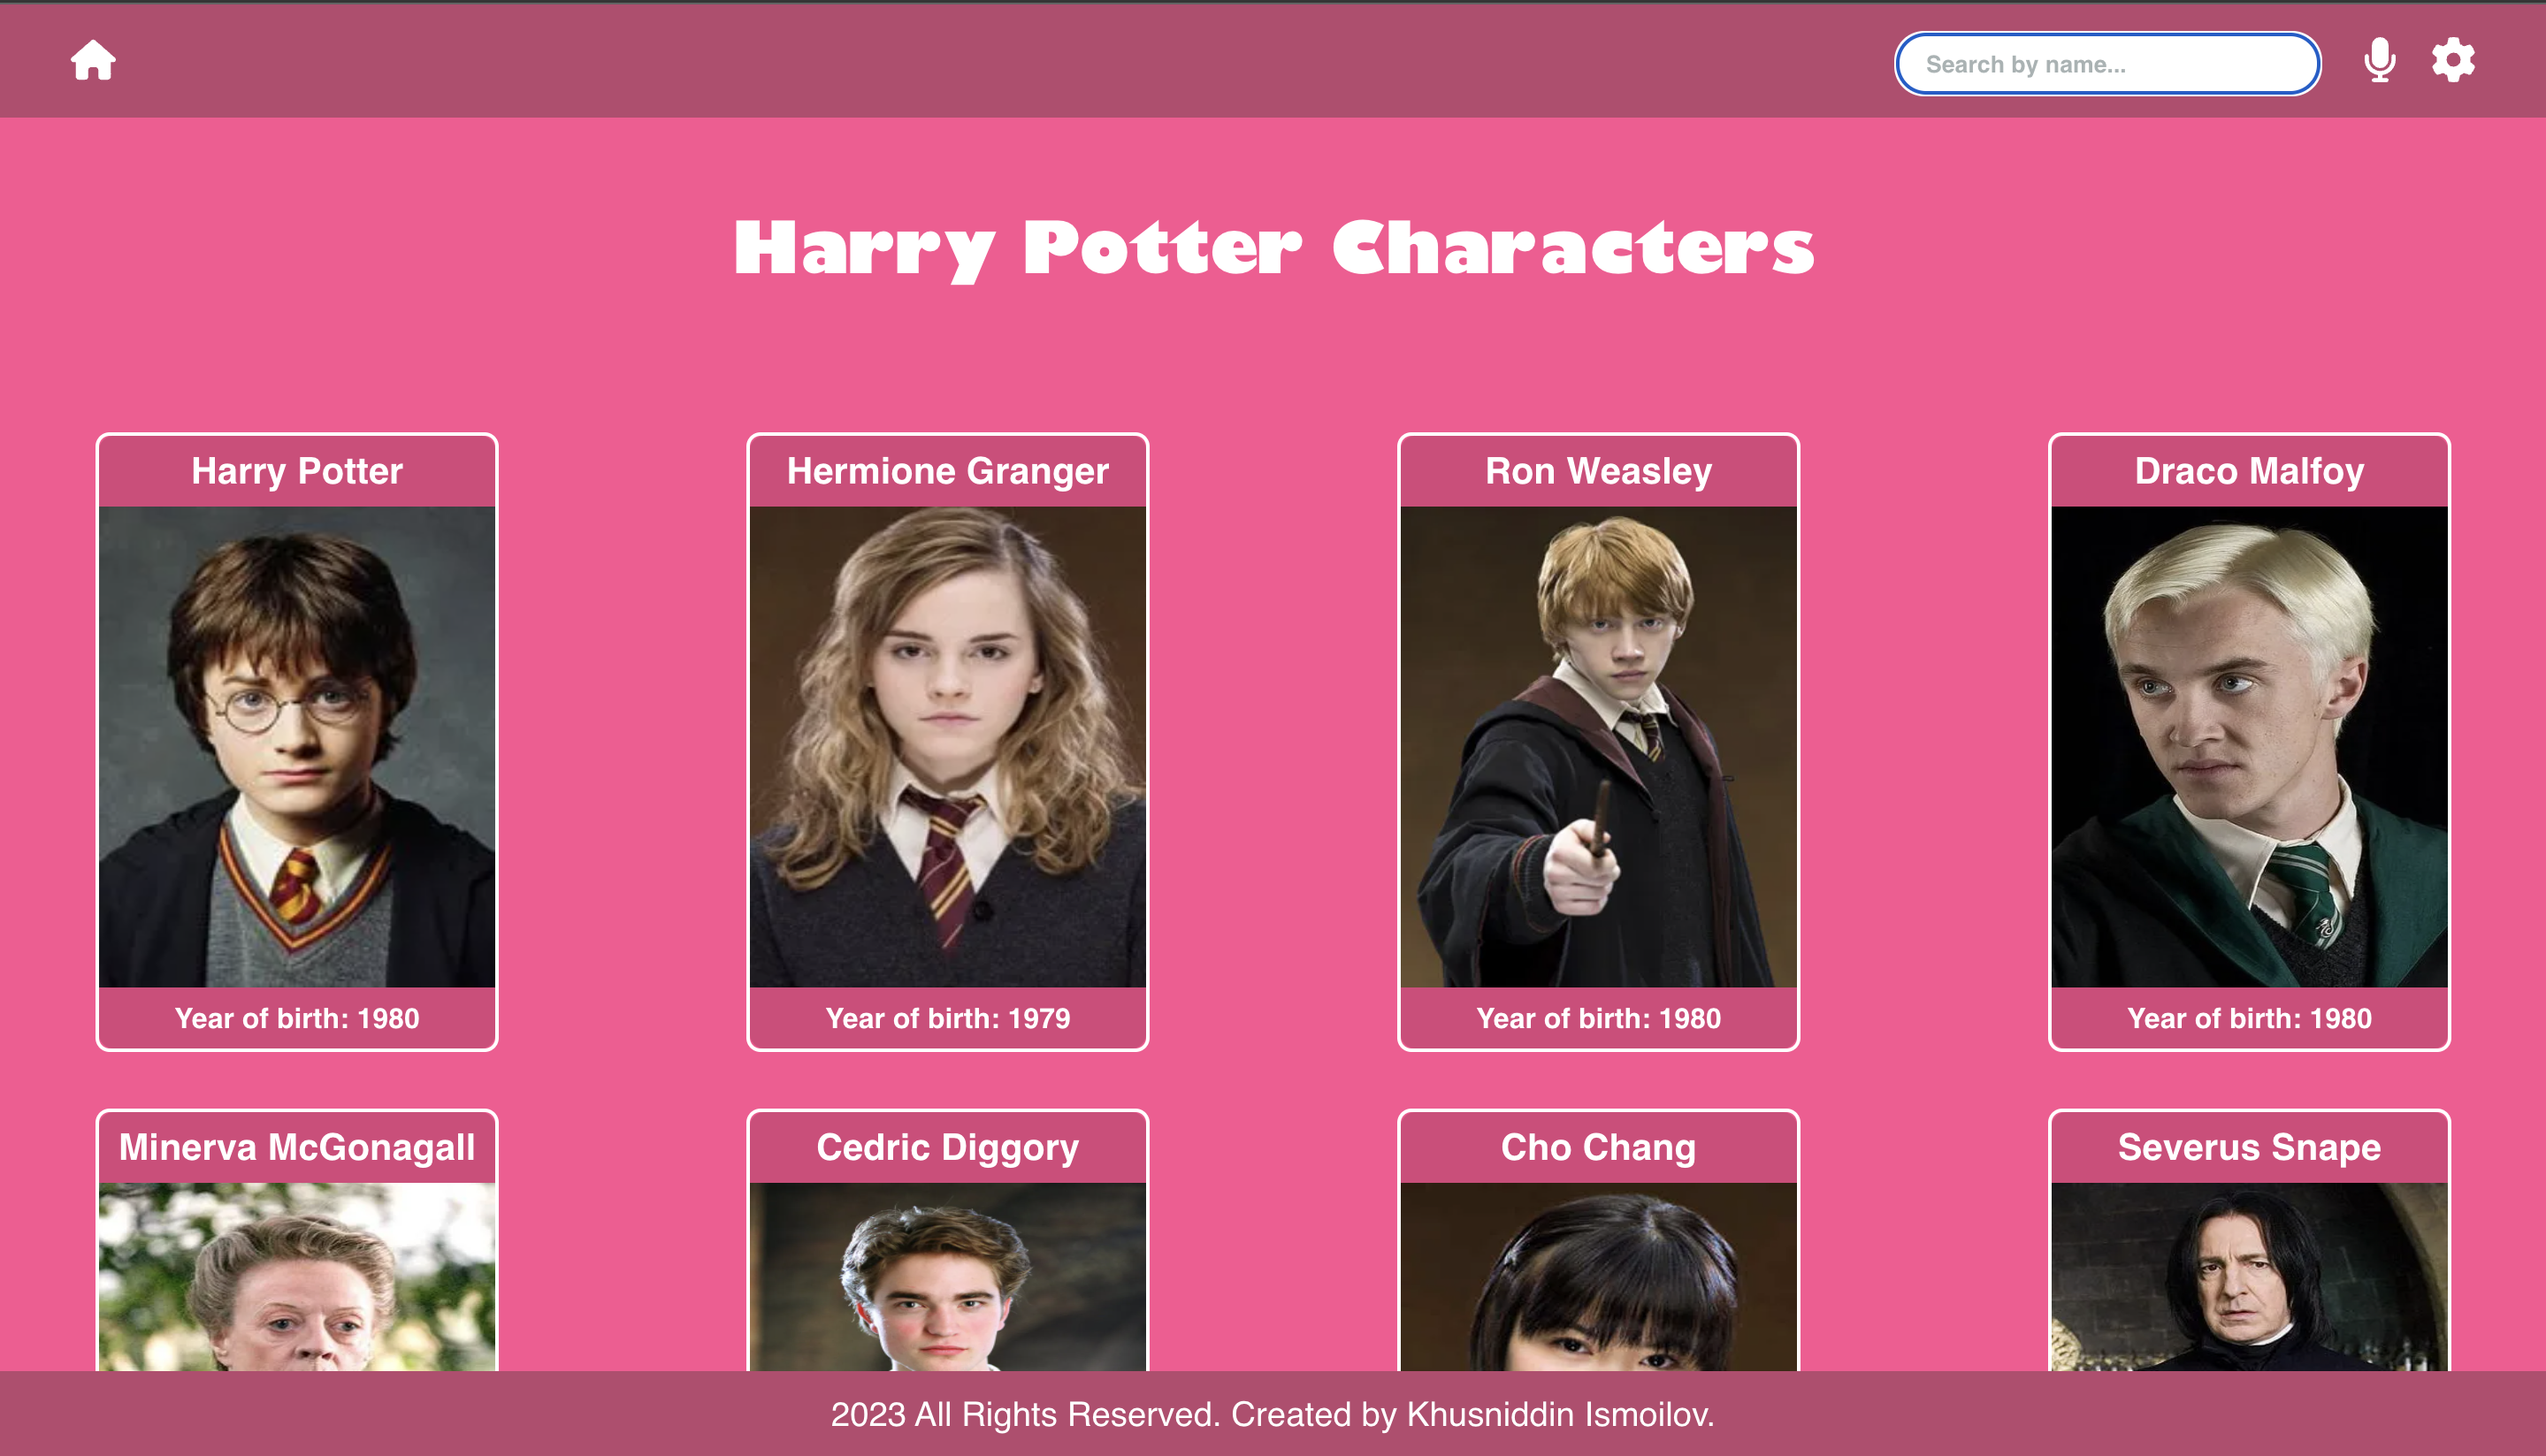 Search by name...
Harry Potter Characters
Harry Potter
Hermione Granger
Ron Weasley
Draco Malfoy
Year of birth: 1980
Year of birth: 1979
Year of birth: 1980
Year of birth: 1980
Minerva McGonagall
Cedric Diggory
Cho Chang
Severus Snape
2023 All Rights Reserved. Created by Khusniddin Ismoilov.